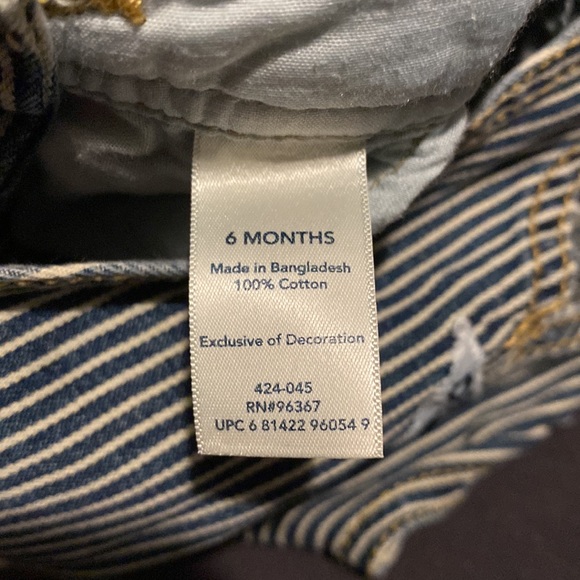 6 MONTHS
Made in Bangladesh
100% Cotton
Exclusive of Decoration
424-045
RN#96367
UPC 6 81422 96054 9